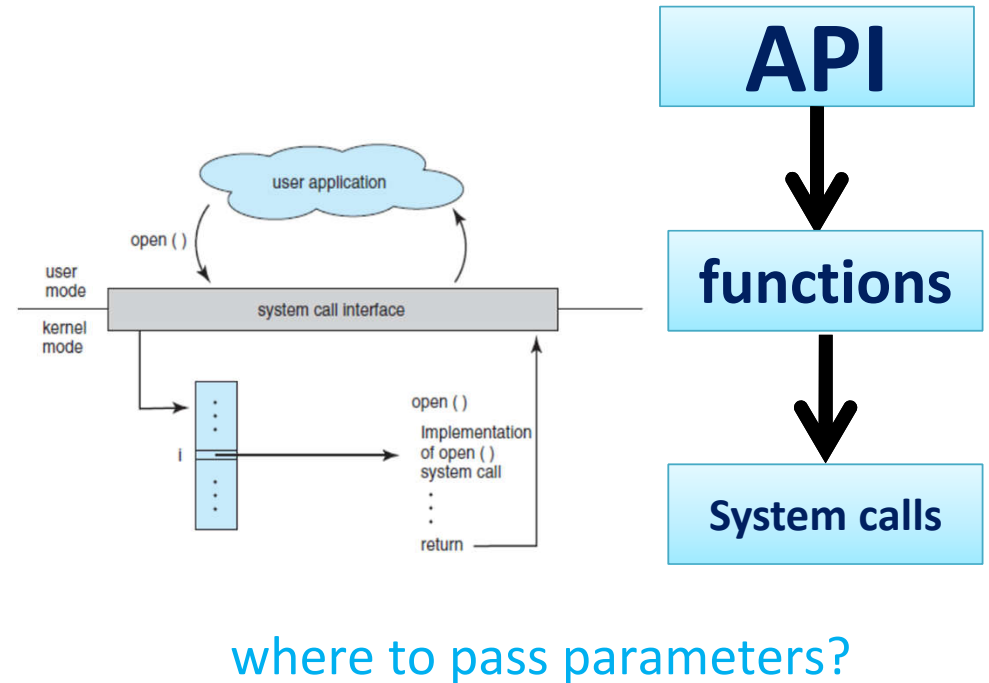 API
functions
System calls
user application
open ( )
user
mode
system call interface
kernel
mode
i
open ( )
Implementation
of open ( )
system call
return
where to pass parameters?